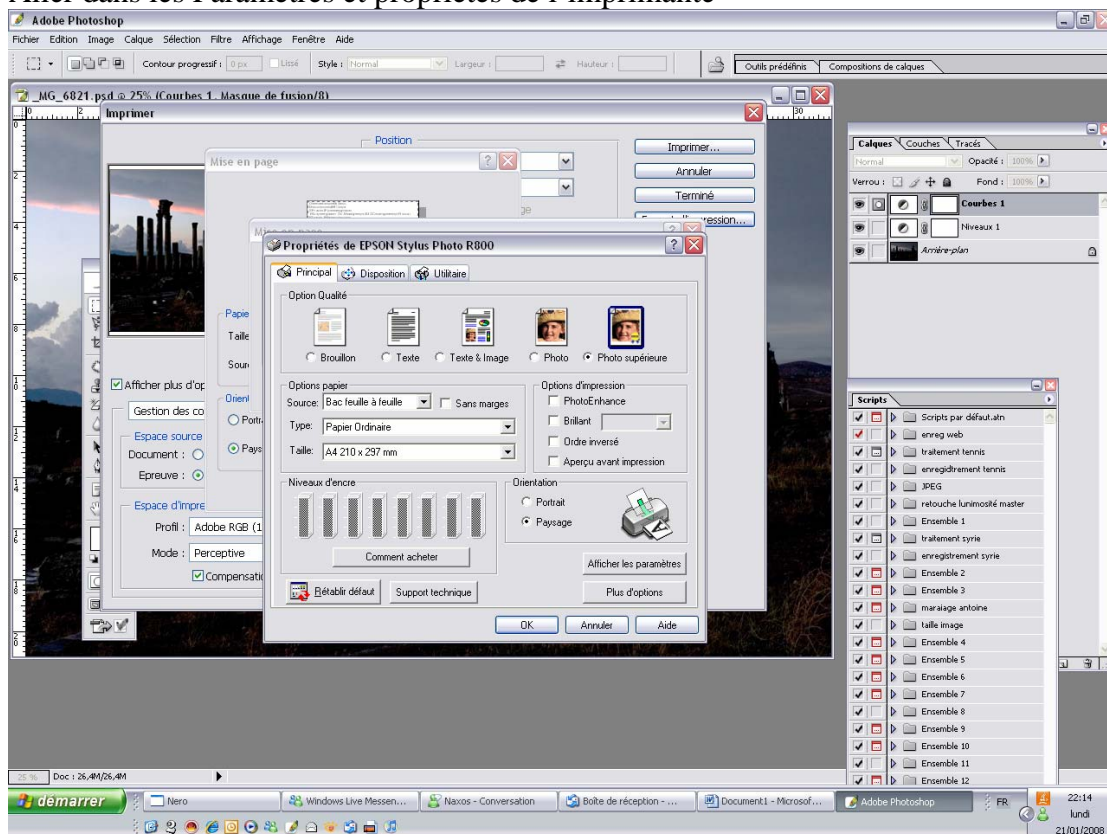 Aller dans les Paramètres et propriétés de l'imprimante
Adobe Photoshop
Fichier Edition Image Calque Sélection Filtre Affichage Fenêtre Aide
Contour progressif : 0 px Lissé Style : Normal Largeur : Hauteur :
Outils prédéfinis Compositions de calques
_MG_6821.psd @ 25% (Courbes 1, Masque de fusion/8)
Imprimer
Position
Imprimer...
Annuler
Terminé
Mise en page
Propriétés de EPSON Stylus Photo R800
Principal Disposition Utilitaire
Option Qualité
Brouillon Texte Texte & Image Photo Photo supérieure
Options papier
Source: Bac feuille à feuille Sans marges
Type: Papier Ordinaire
Taille: A4 210 x 297 mm
Options d'impression
PhotoEnhance
Brillant
Ordre inversé
Aperçu avant impression
Niveaux d'encre
Comment acheter
Orientation
Portrait
Paysage
Afficher les paramètres
Rétablir défaut Support technique Plus d'options
OK Annuler Aide
Papie
Taille
Sour
Orient
Portr
Pays
Afficher plus d'op
Gestion des co
Espace source
Document :
Epreuve :
Espace d'impre
Profil : Adobe RGB (1
Mode : Perceptive
Compensatio
Calques Couches Tracés
Normal Opacité : 100%
Verrou : Fond : 100%
Courbes 1
Niveaux 1
Arrière-plan
Scripts
Scripts par défaut.atn
enreg web
traitement tennis
enregidtrement tennis
JPEG
retouche lunimosité master
Ensemble 1
traitement syrie
enregistrement syrie
Ensemble 2
Ensemble 3
maraiage antoine
taille image
Ensemble 4
Ensemble 5
Ensemble 6
Ensemble 7
Ensemble 8
Ensemble 9
Ensemble 10
Ensemble 11
Ensemble 12
25 % Doc : 26,4M/26,4M
démarrer Nero Windows Live Messen... Naxos - Conversation Boîte de réception - ... Document1 - Microsof... Adobe Photoshop FR
22:14
lundi
21/01/2008